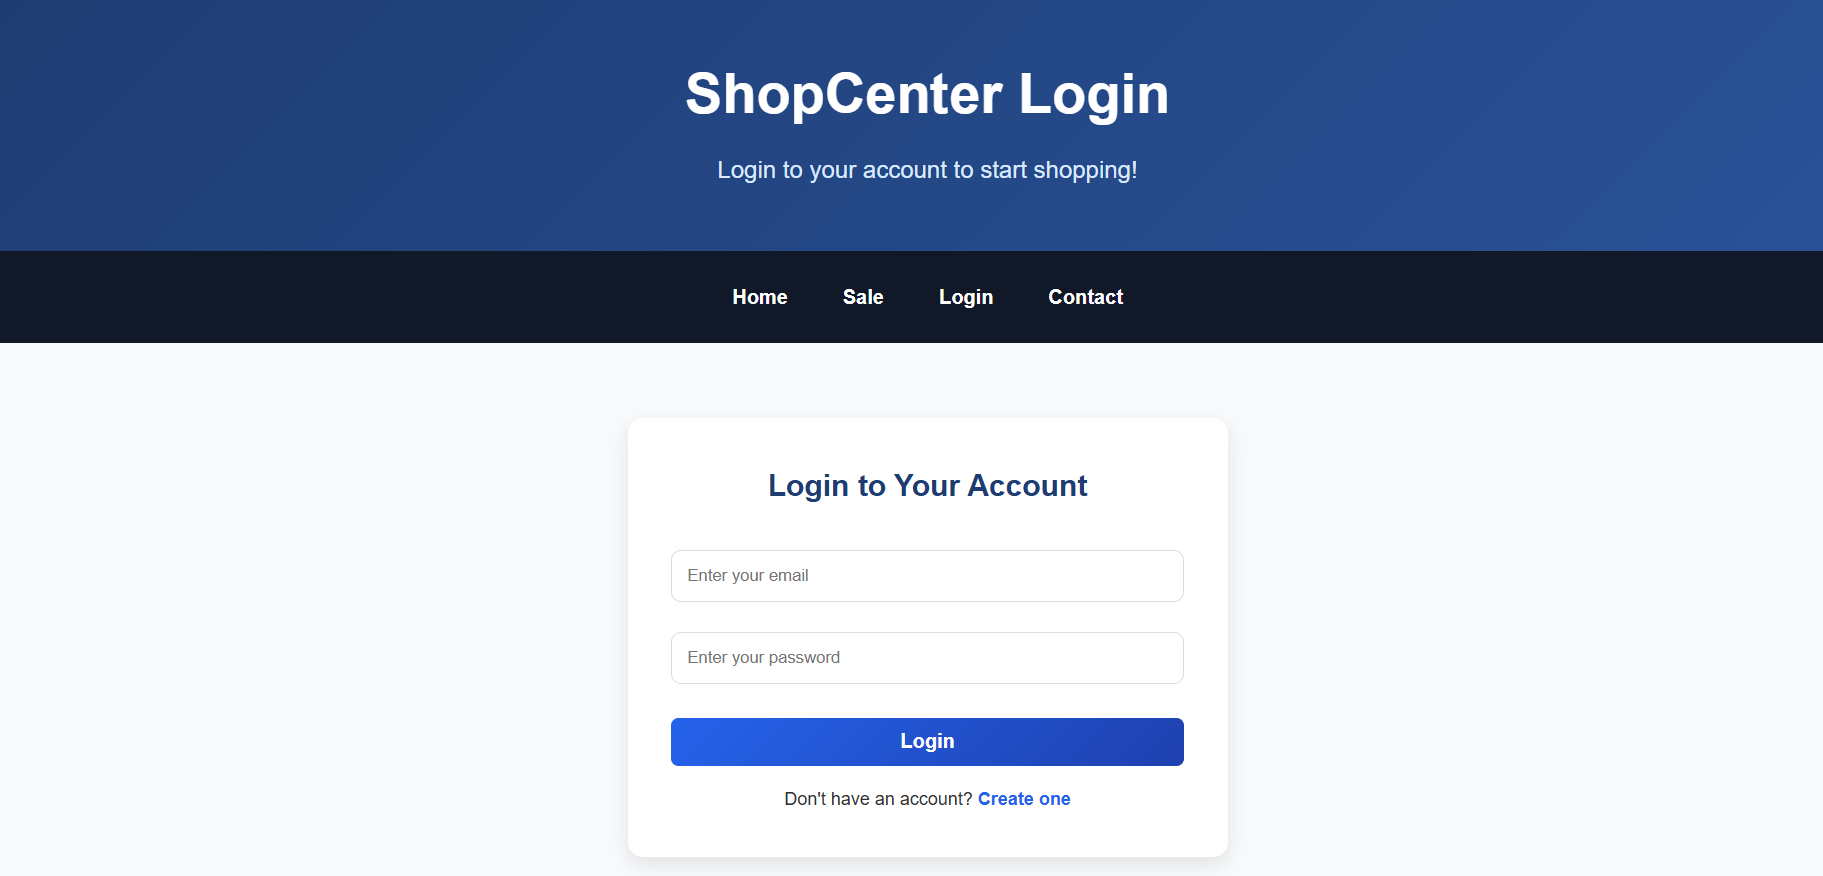 ShopCenter Login
Login to your account to start shopping!
Home Sale Login Contact
Login to Your Account
Enter your email
Enter your password
Login
Don't have an account? Create one